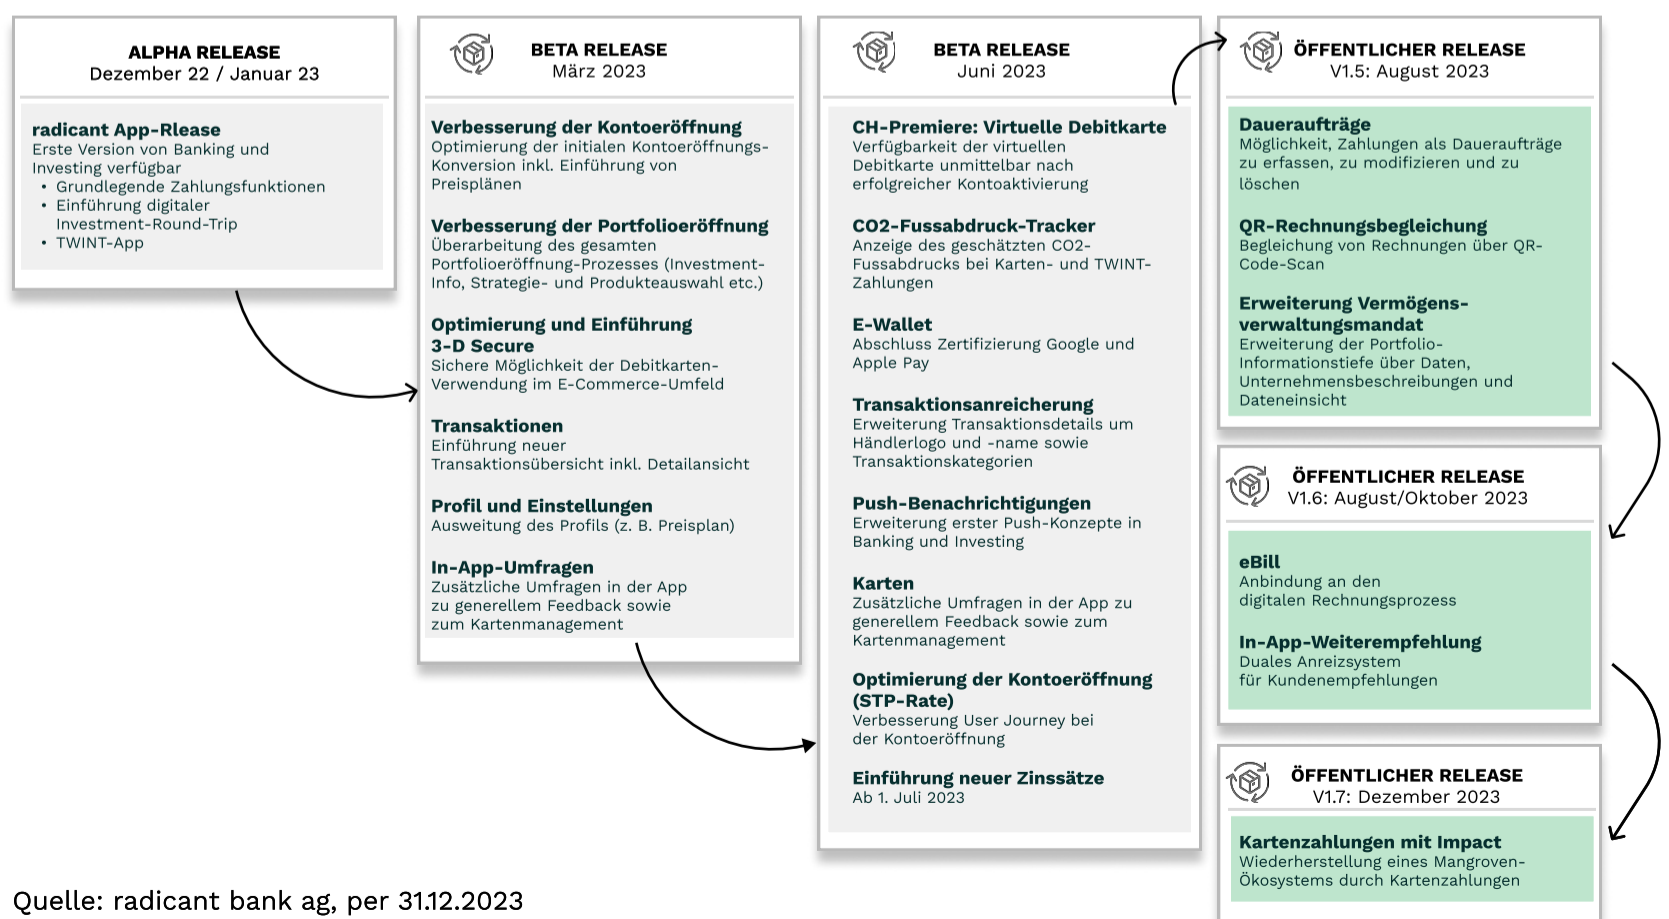 ALPHA RELEASE
Dezember 22 / Januar 23
radicant App-Rlease
Erste Version von Banking und
Investing verfügbar
• Grundlegende Zahlungsfunktionen
• Einführung digitaler
Investment-Round-Trip
• TWINT-App
BETA RELEASE
März 2023
Verbesserung der Kontoeröffnung
Optimierung der initialen Kontoeröffnungs-
Konversion inkl. Einführung von
Preisplänen
Verbesserung der Portfolioeröffnung
Überarbeitung des gesamten
Portfolioeröffnung-Prozesses (Investment-
Info, Strategie- und Produkteauswahl etc.)
Optimierung und Einführung
3-D Secure
Sichere Möglichkeit der Debitkarten-
Verwendung im E-Commerce-Umfeld
Transaktionen
Einführung neuer
Transaktionsübersicht inkl. Detailansicht
Profil und Einstellungen
Ausweitung des Profils (z. B. Preisplan)
In-App-Umfragen
Zusätzliche Umfragen in der App
zu generellem Feedback sowie
zum Kartenmanagement
BETA RELEASE
Juni 2023
CH-Premiere: Virtuelle Debitkarte
Verfügbarkeit der virtuellen
Debitkarte unmittelbar nach
erfolgreicher Kontoaktivierung
CO2-Fussabdruck-Tracker
Anzeige des geschätzten CO2-
Fussabdrucks bei Karten- und TWINT-
Zahlungen
E-Wallet
Abschluss Zertifizierung Google und
Apple Pay
Transaktionsanreicherung
Erweiterung Transaktionsdetails um
Händlerlogo und -name sowie
Transaktionskategorien
Push-Benachrichtigungen
Erweiterung erster Push-Konzepte in
Banking und Investing
Karten
Zusätzliche Umfragen in der App zu
generellem Feedback sowie zum
Kartenmanagement
Optimierung der Kontoeröffnung
(STP-Rate)
Verbesserung User Journey bei
der Kontoeröffnung
Einführung neuer Zinssätze
Ab 1. Juli 2023
ÖFFENTLICHER RELEASE
V1.5: August 2023
Daueraufträge
Möglichkeit, Zahlungen als Daueraufträge
zu erfassen, zu modifizieren und zu
löschen
QR-Rechnungsbegleichung
Begleichung von Rechnungen über QR-
Code-Scan
Erweiterung Vermögens-
verwaltungsmandat
Erweiterung der Portfolio-
Informationstiefe über Daten,
Unternehmensbeschreibungen und
Dateneinsicht
ÖFFENTLICHER RELEASE
V1.6: August/Oktober 2023
eBill
Anbindung an den
digitalen Rechnungsprozess
In-App-Weiterempfehlung
Duales Anreizsystem
für Kundenempfehlungen
ÖFFENTLICHER RELEASE
V1.7: Dezember 2023
Kartenzahlungen mit Impact
Wiederherstellung eines Mangroven-
Ökosystems durch Kartenzahlungen
Quelle: radicant bank ag, per 31.12.2023